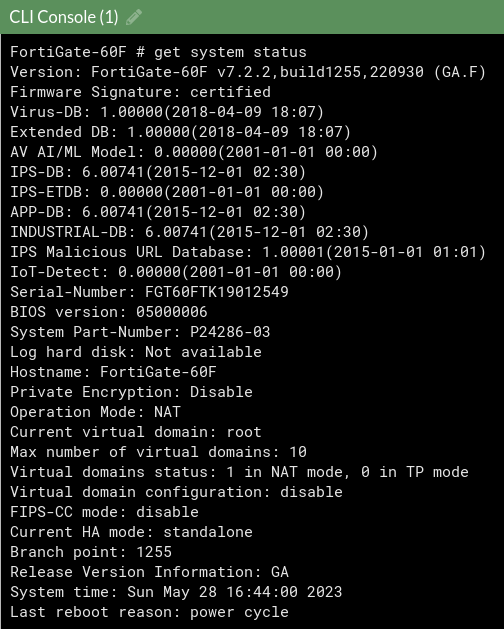 CLI Console (1)
FortiGate-60F # get system status
Version: FortiGate-60F v7.2.2,build1255,220930 (GA.F)
Firmware Signature: certified
Virus-DB: 1.00000(2018-04-09 18:07)
Extended DB: 1.00000(2018-04-09 18:07)
AV AI/ML Model: 0.00000(2001-01-01 00:00)
IPS-DB: 6.00741(2015-12-01 02:30)
IPS-ETDB: 0.00000(2001-01-01 00:00)
APP-DB: 6.00741(2015-12-01 02:30)
INDUSTRIAL-DB: 6.00741(2015-12-01 02:30)
IPS Malicious URL Database: 1.00001(2015-01-01 01:01)
IoT-Detect: 0.00000(2001-01-01 00:00)
Serial-Number: FGT60FTK19012549
BIOS version: 05000006
System Part-Number: P24286-03
Log hard disk: Not available
Hostname: FortiGate-60F
Private Encryption: Disable
Operation Mode: NAT
Current virtual domain: root
Max number of virtual domains: 10
Virtual domains status: 1 in NAT mode, 0 in TP mode
Virtual domain configuration: disable
FIPS-CC mode: disable
Current HA mode: standalone
Branch point: 1255
Release Version Information: GA
System time: Sun May 28 16:44:00 2023
Last reboot reason: power cycle